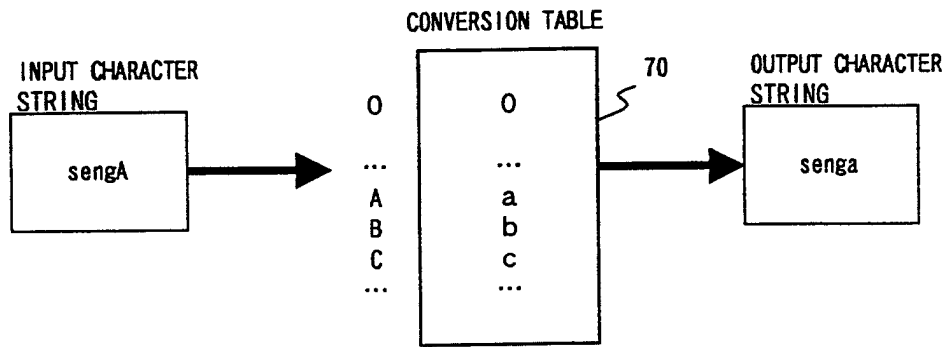 CONVERSION TABLE
INPUT CHARACTER
STRING
sengA
0
...
A
B
C
...
0
...
a
b
c
...
70
OUTPUT CHARACTER
STRING
senga